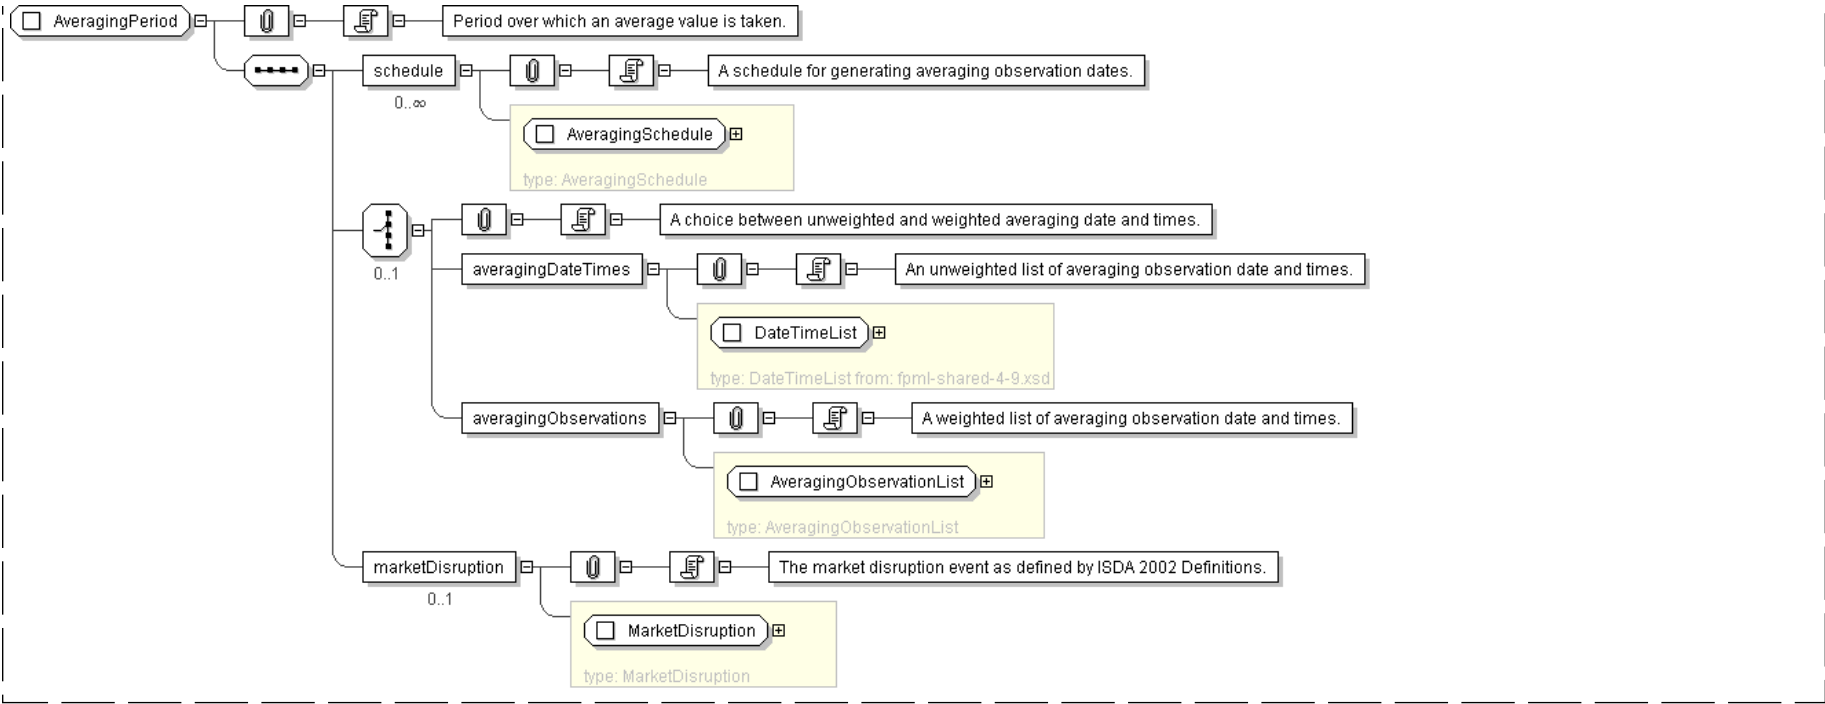 AveragingPeriod Period over which an average value is taken.
schedule A schedule for generating averaging observation dates.
0..∞
AveragingSchedule
type: AveragingSchedule
A choice between unweighted and weighted averaging date and times.
0..1
averagingDateTimes An unweighted list of averaging observation date and times.
DateTimeList
type: DateTimeList from: fpml-shared-4-9.xsd
averagingObservations A weighted list of averaging observation date and times.
AveragingObservationList
type: AveragingObservationList
marketDisruption The market disruption event as defined by ISDA 2002 Definitions.
0..1
MarketDisruption
type: MarketDisruption